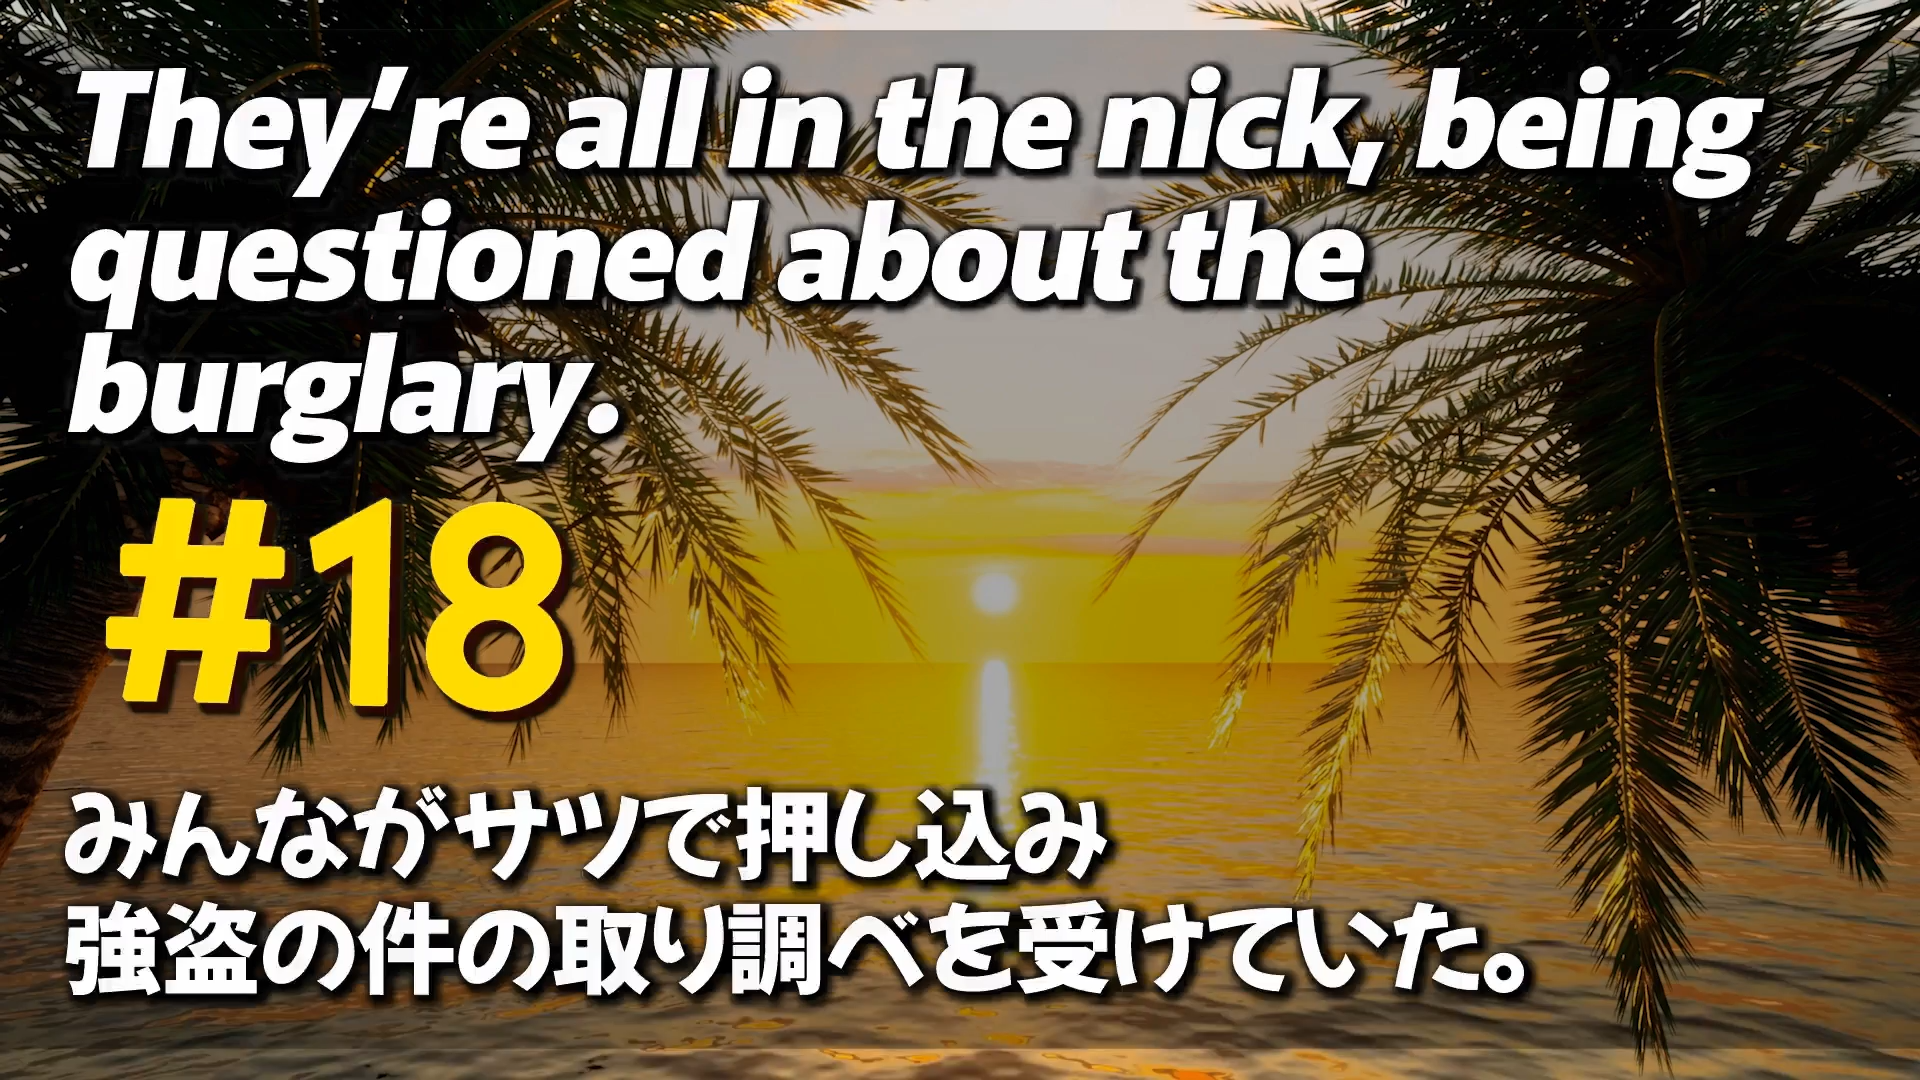 They’re all in the nick, being
questioned about the
burglary.
#18
みんながサツで押し込み
強盗の件の取り調べを受けていた。